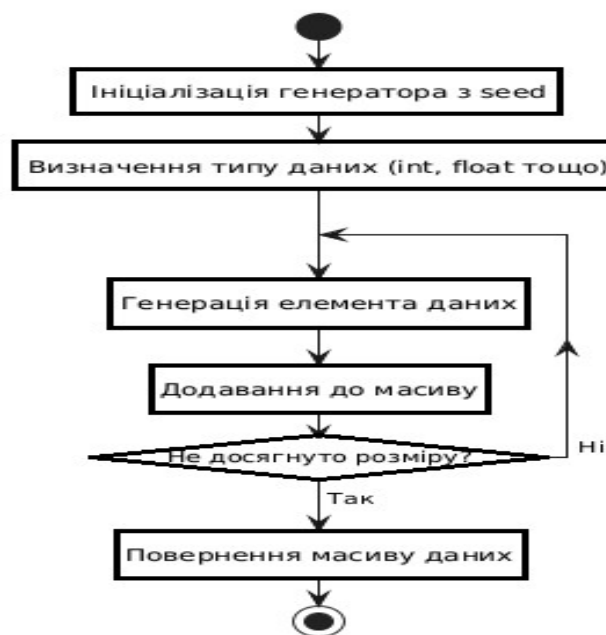 Ініціалізація генератора з seed
Визначення типу даних (int, float тощо)
Генерація елемента даних
Додавання до масиву
Не досягнуто розміру?
Ні
Так
Повернення масиву даних